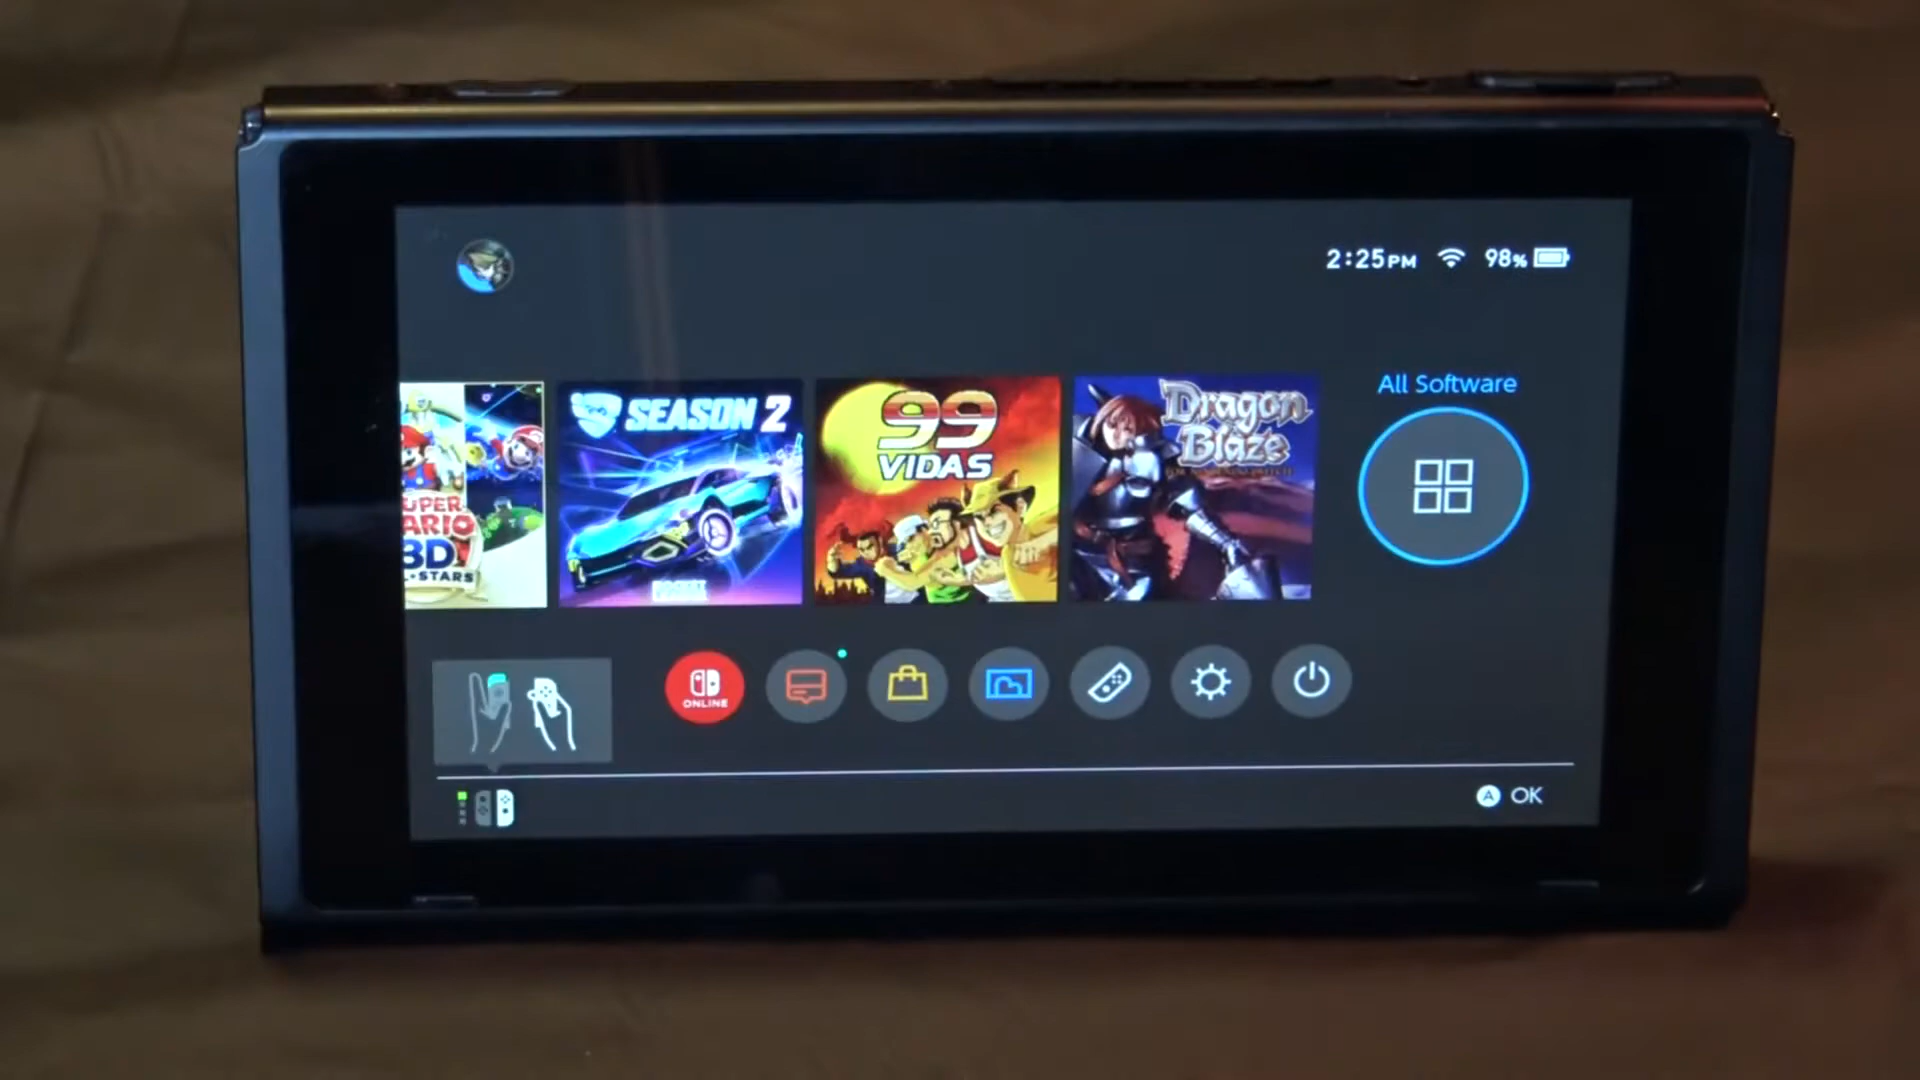 2:25PM 98%
All Software
UPER
ARIO
3D
L★STARS
SEASON 2
99
VIDAS
Dragon
Blaze
ONLINE
A OK